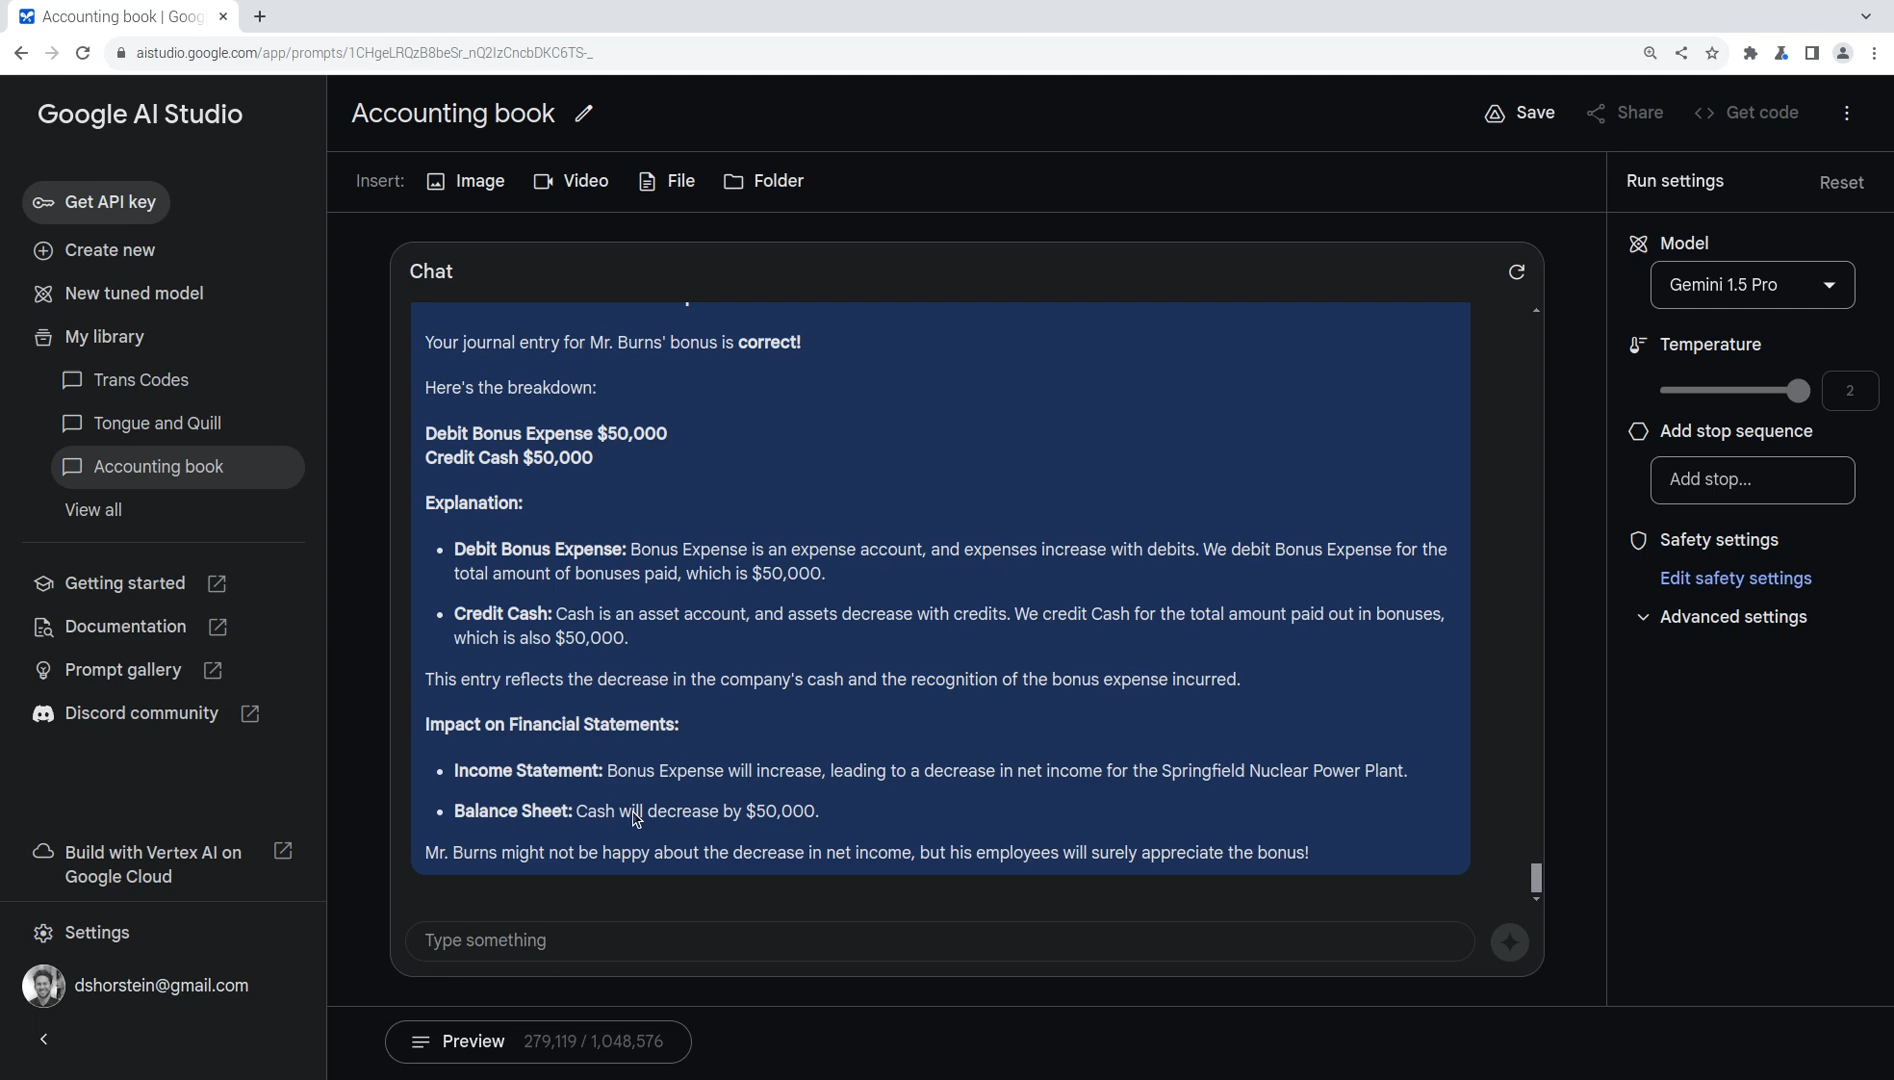 Accounting book | Goog
aistudio.google.com/app/prompts/1CHgeLRQzB8beSr_nQ2IzCncbDKC6TS-_
Google AI Studio
Get API key
Create new
New tuned model
My library
Trans Codes
Tongue and Quill
Accounting book
View all
Getting started
Documentation
Prompt gallery
Discord community
Build with Vertex AI on
Google Cloud
Settings
dshorstein@gmail.com
Accounting book
Save
Share
Get code
Insert:
Image
Video
File
Folder
Chat
Your journal entry for Mr. Burns' bonus is correct!
Here's the breakdown:
Debit Bonus Expense $50,000
Credit Cash $50,000
Explanation:
• Debit Bonus Expense: Bonus Expense is an expense account, and expenses increase with debits. We debit Bonus Expense for the
total amount of bonuses paid, which is $50,000.
• Credit Cash: Cash is an asset account, and assets decrease with credits. We credit Cash for the total amount paid out in bonuses,
which is also $50,000.
This entry reflects the decrease in the company's cash and the recognition of the bonus expense incurred.
Impact on Financial Statements:
• Income Statement: Bonus Expense will increase, leading to a decrease in net income for the Springfield Nuclear Power Plant.
• Balance Sheet: Cash will decrease by $50,000.
Mr. Burns might not be happy about the decrease in net income, but his employees will surely appreciate the bonus!
Type something
Preview 279,119 / 1,048,576
Run settings
Reset
Model
Gemini 1.5 Pro
Temperature
2
Add stop sequence
Add stop...
Safety settings
Edit safety settings
Advanced settings